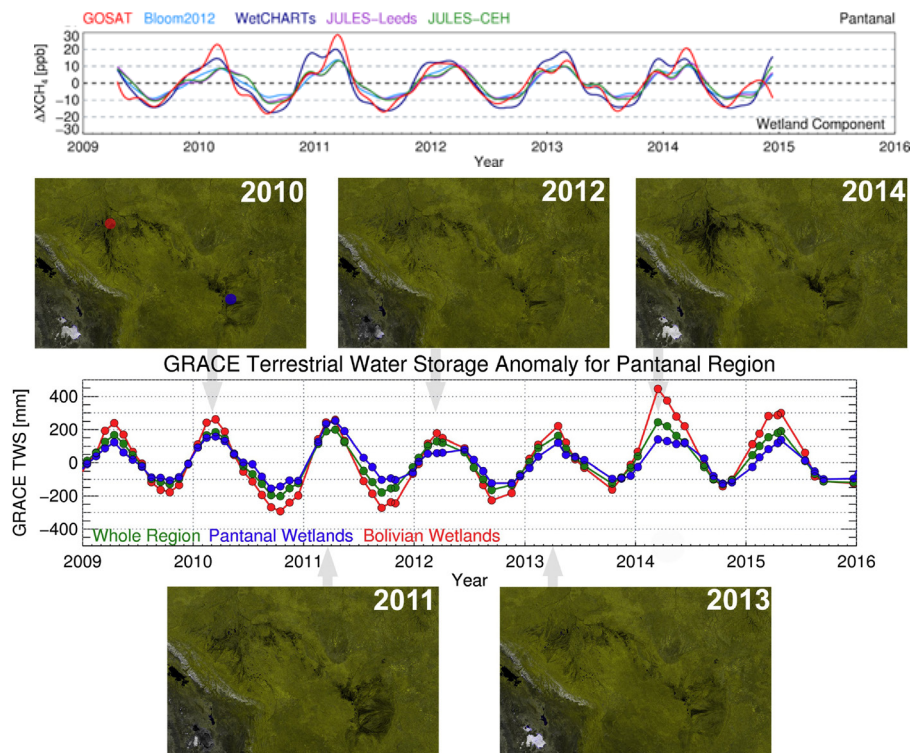 GOSAT Bloom2012 WetCHARTs JULES-Leeds JULES-CEH Pantanal
ΔXCH₄ [ppb]
30
20
10
0
-10
-20
-30
Wetland Component
2009 2010 2011 2012 2013 2014 2015 2016
Year
2010 2012 2014
GRACE Terrestrial Water Storage Anomaly for Pantanal Region
GRACE TWS [mm]
400
200
0
-200
-400
Whole Region Pantanal Wetlands Bolivian Wetlands
2009 2010 2011 2012 2013 2014 2015 2016
Year
2011 2013